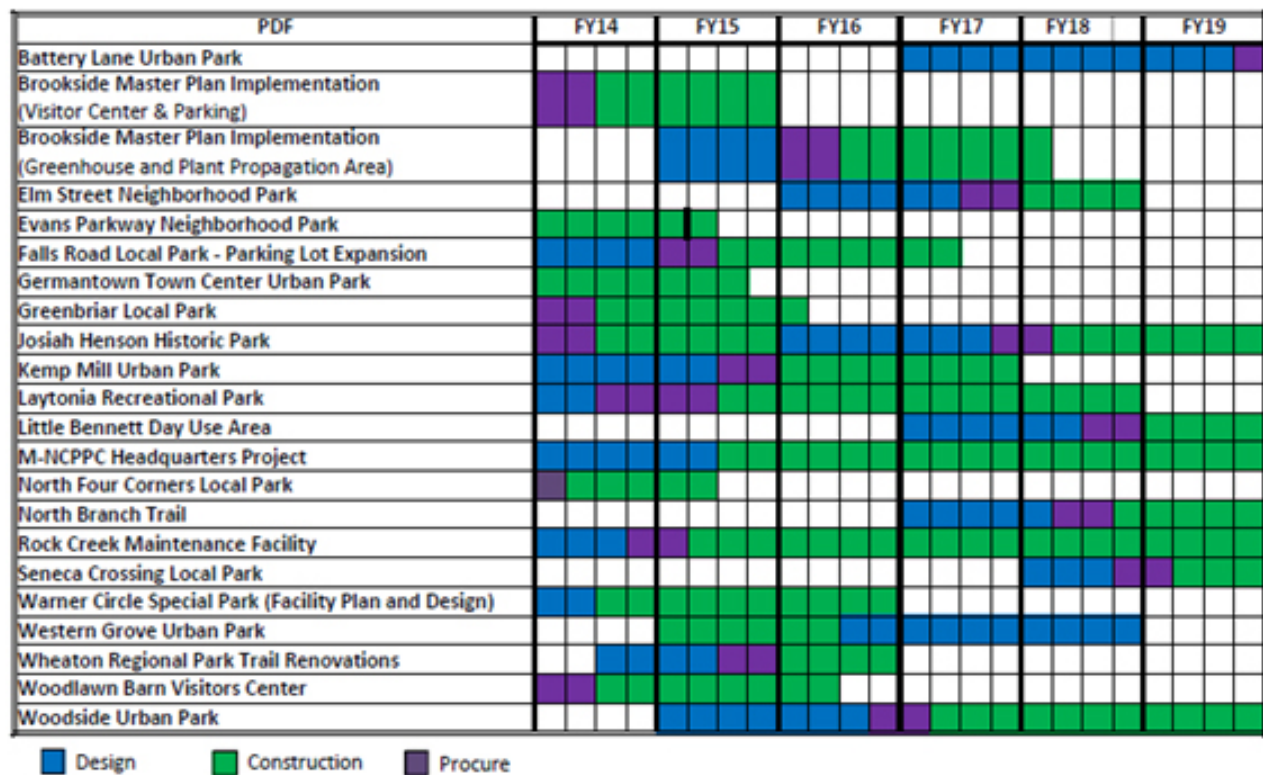 PDF FY14 FY15 FY16 FY17 FY18 FY19
Battery Lane Urban Park
Brookside Master Plan Implementation
(Visitor Center & Parking)
Brookside Master Plan Implementation
(Greenhouse and Plant Propagation Area)
Elm Street Neighborhood Park
Evans Parkway Neighborhood Park
Falls Road Local Park - Parking Lot Expansion
Germantown Town Center Urban Park
Greenbriar Local Park
Josiah Henson Historic Park
Kemp Mill Urban Park
Laytonia Recreational Park
Little Bennett Day Use Area
M-NCPPC Headquarters Project
North Four Corners Local Park
North Branch Trail
Rock Creek Maintenance Facility
Seneca Crossing Local Park
Warner Circle Special Park (Facility Plan and Design)
Western Grove Urban Park
Wheaton Regional Park Trail Renovations
Woodlawn Barn Visitors Center
Woodside Urban Park
Design Construction Procure